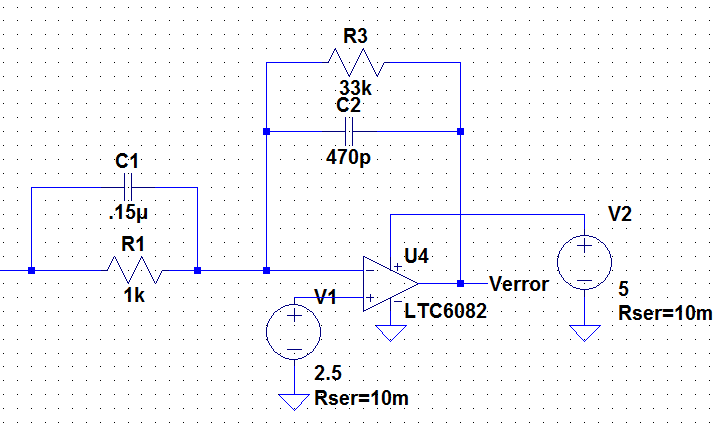 R3
33k
C2
470p
C1
.15µ
R1
1k
V2
U4
V1
Verror
5
LTC6082
Rser=10m
2.5
Rser=10m